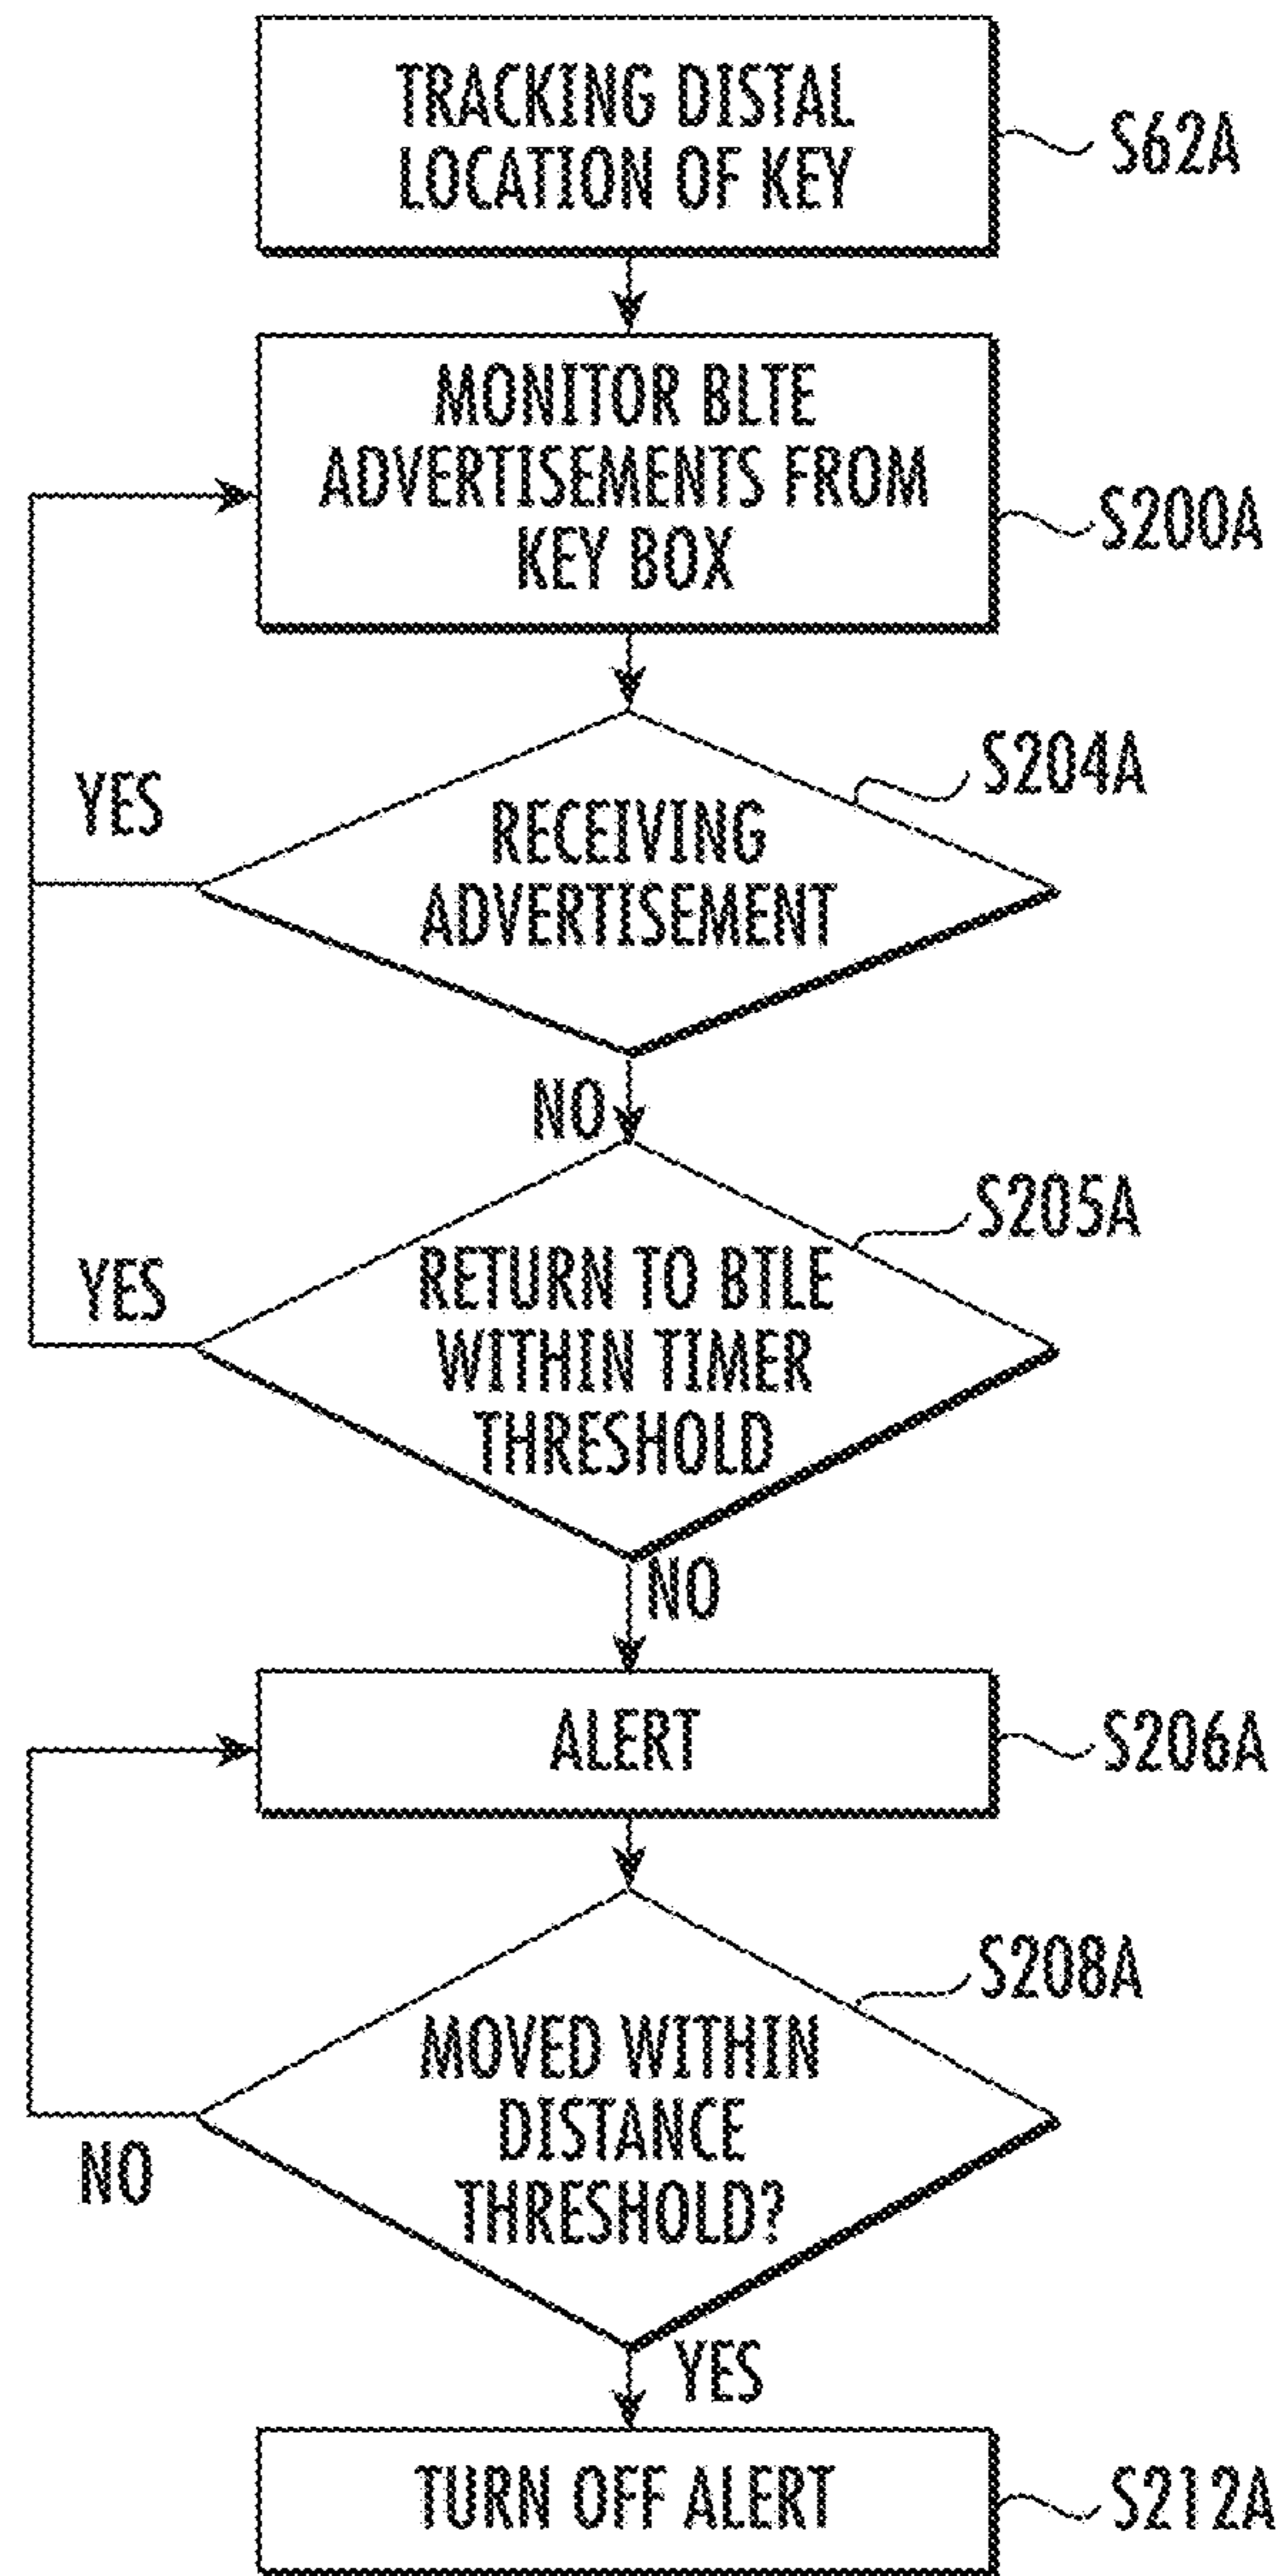 TRACKING DISTAL
LOCATION OF KEY
S62A
MONITOR BLTE
ADVERTISEMENTS FROM
KEY BOX
S200A
S204A
YES
RECEIVING
ADVERTISEMENT
NO
S205A
YES
RETURN TO BTLE
WITHIN TIMER
THRESHOLD
NO
ALERT
S206A
S208A
MOVED WITHIN
DISTANCE
THRESHOLD?
NO
YES
TURN OFF ALERT
S212A